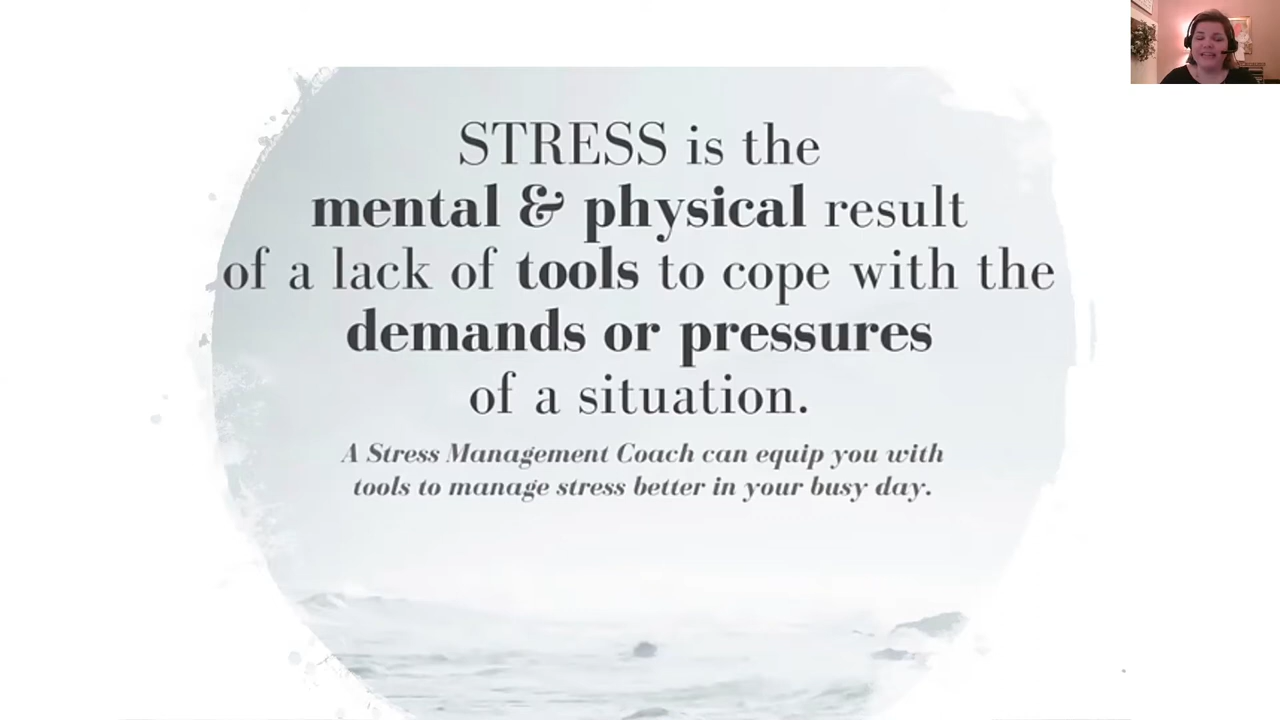 STRESS is the
mental & physical result
of a lack of tools to cope with the
demands or pressures
of a situation.
A Stress Management Coach can equip you with
tools to manage stress better in your busy day.